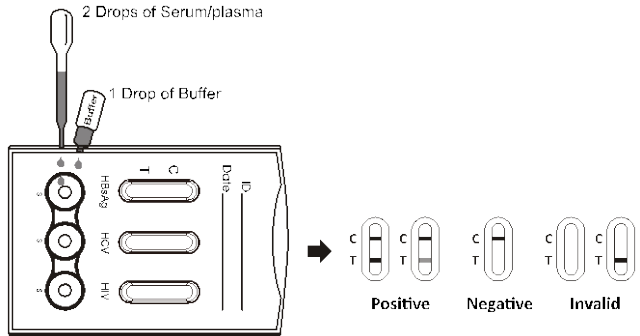 2 Drops of Serum/plasma
1 Drop of Buffer
Buffer
S
HBsAg
T
C
Date
ID
S
HCV
S
HIV
C
T
C
T
C
T
C
T
Positive
Negative
Invalid